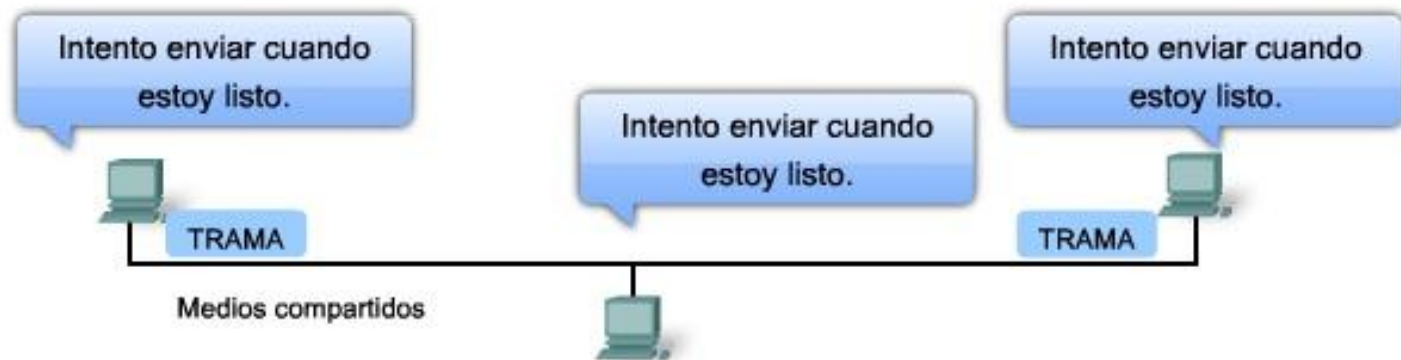 Intento enviar cuando
estoy listo.
Intento enviar cuando
estoy listo.
Intento enviar cuando
estoy listo.
TRAMA
TRAMA
Medios compartidos